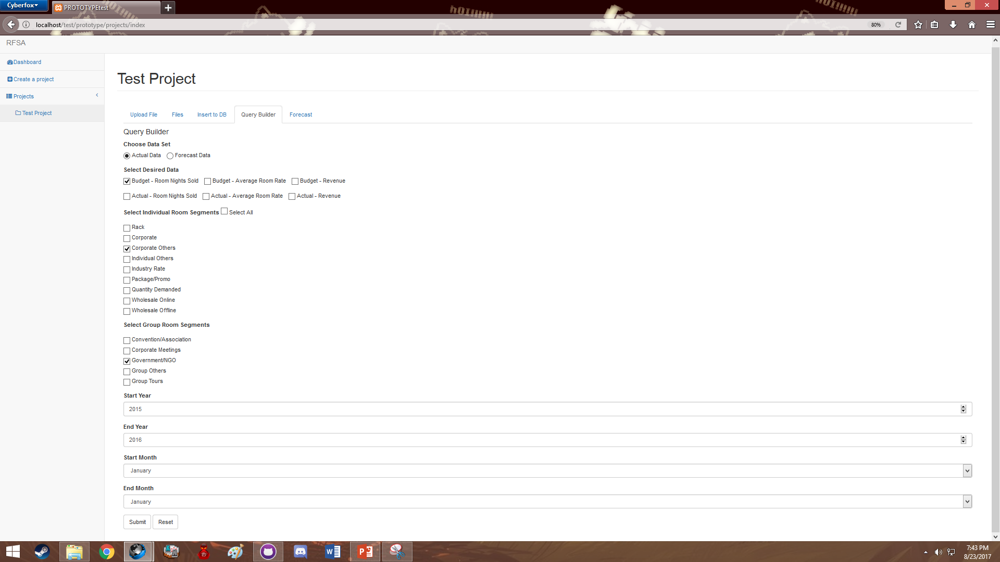 Cyberfox
PROTOTYPEtest
localhost/test/prototype/projects/index
80%
RFSA
Dashboard
Create a project
Projects
Test Project
Test Project
Upload File Files Insert to DB Query Builder Forecast
Query Builder
Choose Data Set
Actual Data Forecast Data
Select Desired Data
Budget - Room Nights Sold Budget - Average Room Rate Budget - Revenue
Actual - Room Nights Sold Actual - Average Room Rate Actual - Revenue
Select Individual Room Segments Select All
Rack
Corporate
Corporate Others
Individual Others
Industry Rate
Package/Promo
Quantity Demanded
Wholesale Online
Wholesale Offline
Select Group Room Segments
Convention/Association
Corporate Meetings
Government/NGO
Group Others
Group Tours
Start Year
2015
End Year
2016
Start Month
January
End Month
January
Submit Reset
7:43 PM
8/23/2017